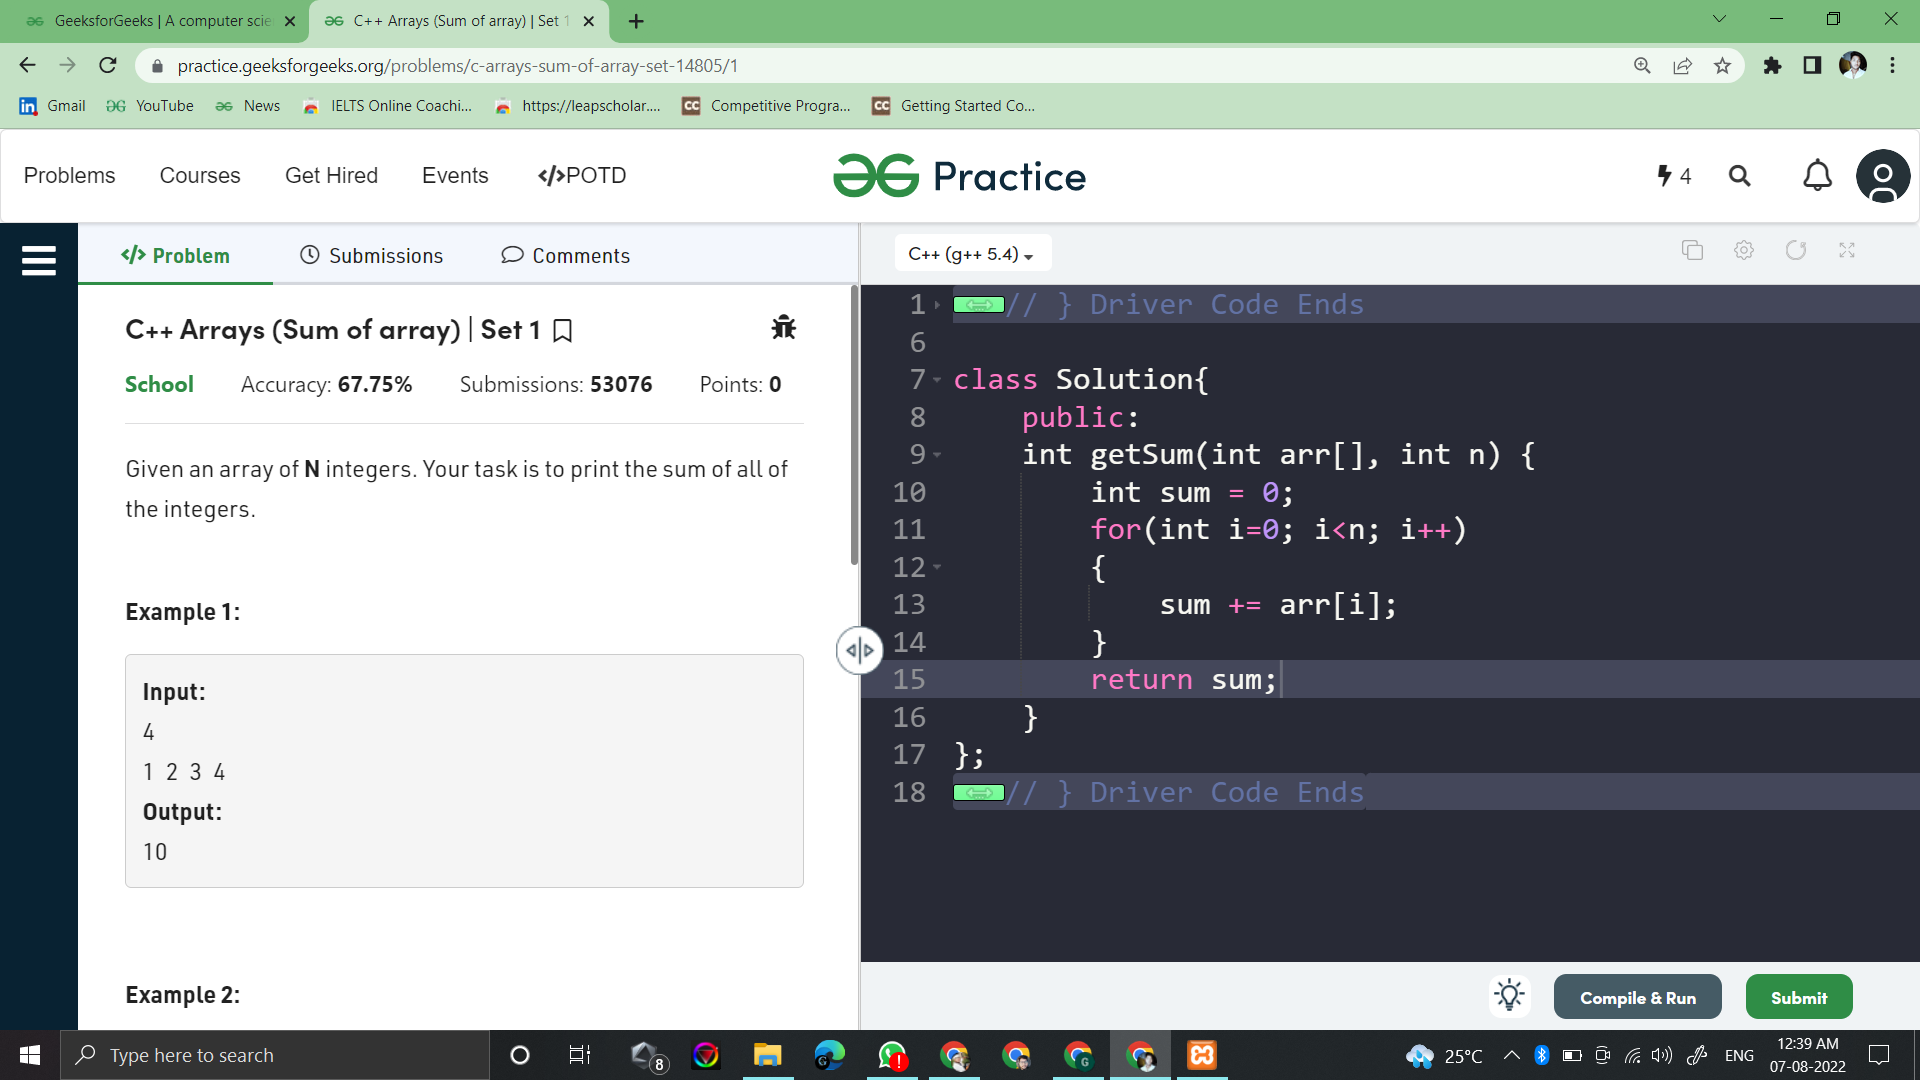 GeeksforGeeks | A computer scie
C++ Arrays (Sum of array) | Set 1
practice.geeksforgeeks.org/problems/c-arrays-sum-of-array-set-14805/1
Gmail
YouTube
News
IELTS Online Coachi...
https://leapscholar....
CC Competitive Progra...
CC Getting Started Co...
Problems
Courses
Get Hired
Events
</>POTD
Practice
4
</> Problem
Submissions
Comments
C++ (g++ 5.4)
C++ Arrays (Sum of array) | Set 1
School Accuracy: 67.75% Submissions: 53076 Points: 0
Given an array of N integers. Your task is to print the sum of all of
the integers.
Example 1:
Input:
4
1 2 3 4
Output:
10
Example 2:
1 // } Driver Code Ends
6
7 class Solution{
8 public:
9 int getSum(int arr[], int n) {
10 int sum = 0;
11 for(int i=0; i<n; i++)
12 {
13 sum += arr[i];
14 }
15 return sum;
16 }
17 };
18 // } Driver Code Ends
Compile & Run
Submit
Type here to search
8
25°C
ENG
12:39 AM
07-08-2022